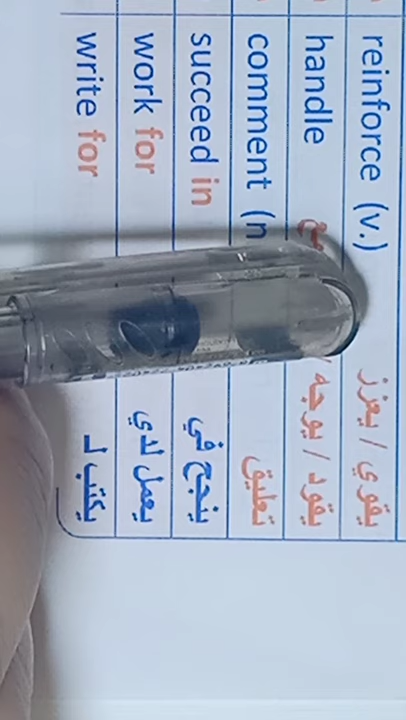 reinforce (v.) يقوي / يعزز
handle يقود / يوجه /
comment (n تعليق
succeed in ينجح في
work for يعمل لدي
write for يكتب لـ